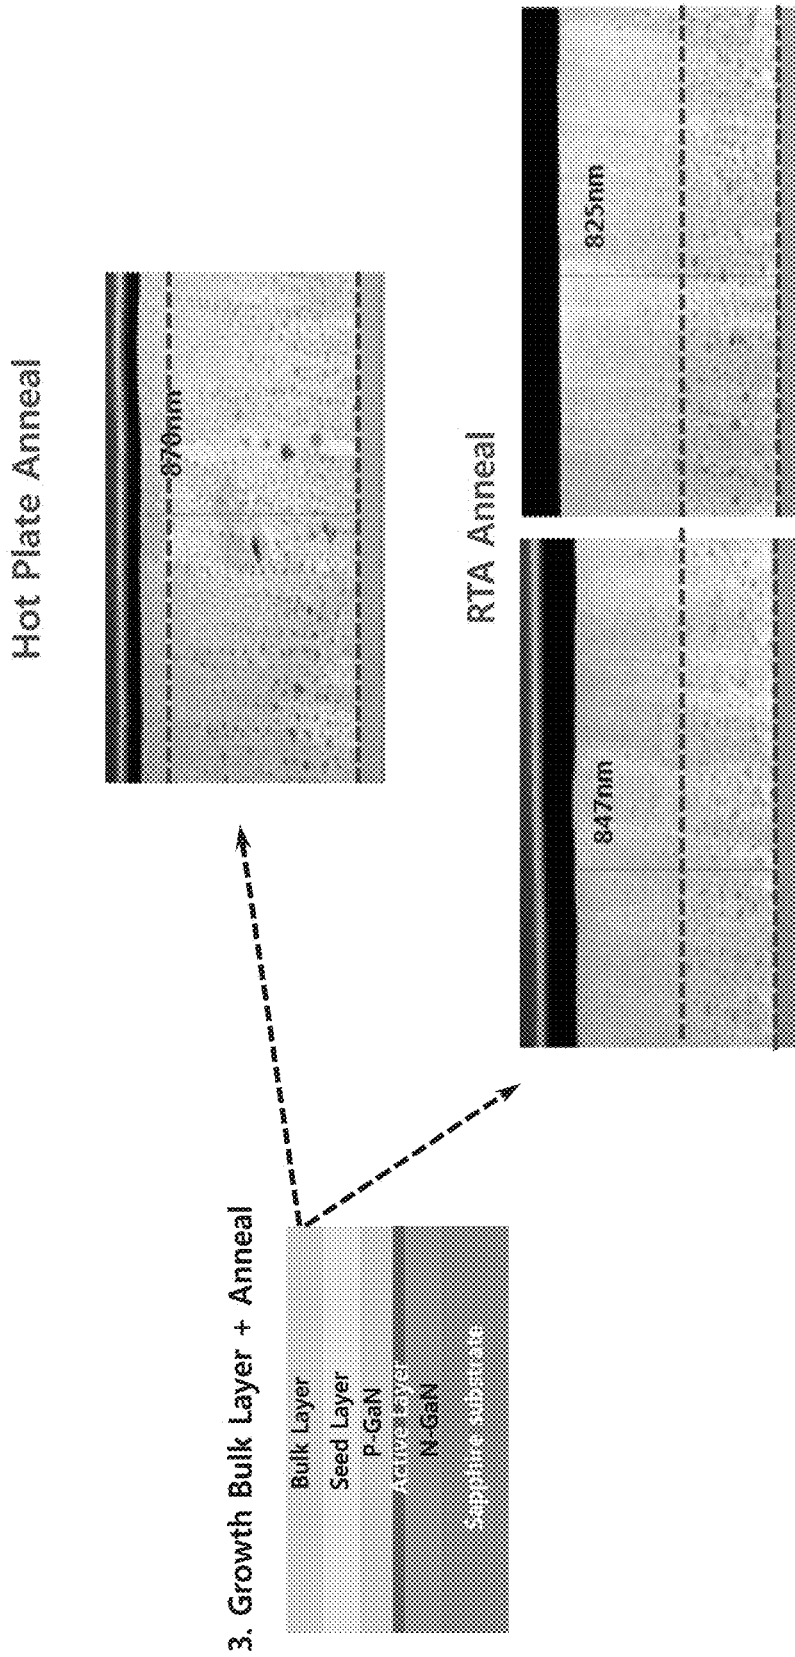 3. Growth Bulk Layer + Anneal
Bulk Layer
Seed Layer
P-GaN
Active Layer
N-GaN
Sapphire substrate
Hot Plate Anneal
870nm
RTA Anneal
847nm
825nm